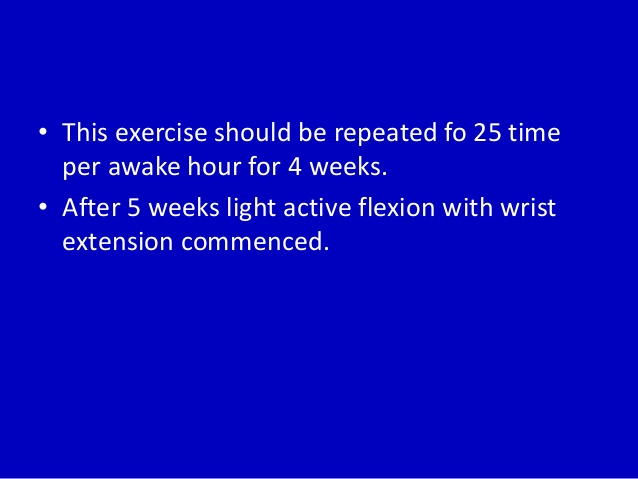 • This exercise should be repeated fo 25 time
per awake hour for 4 weeks.
• After 5 weeks light active flexion with wrist
extension commenced.